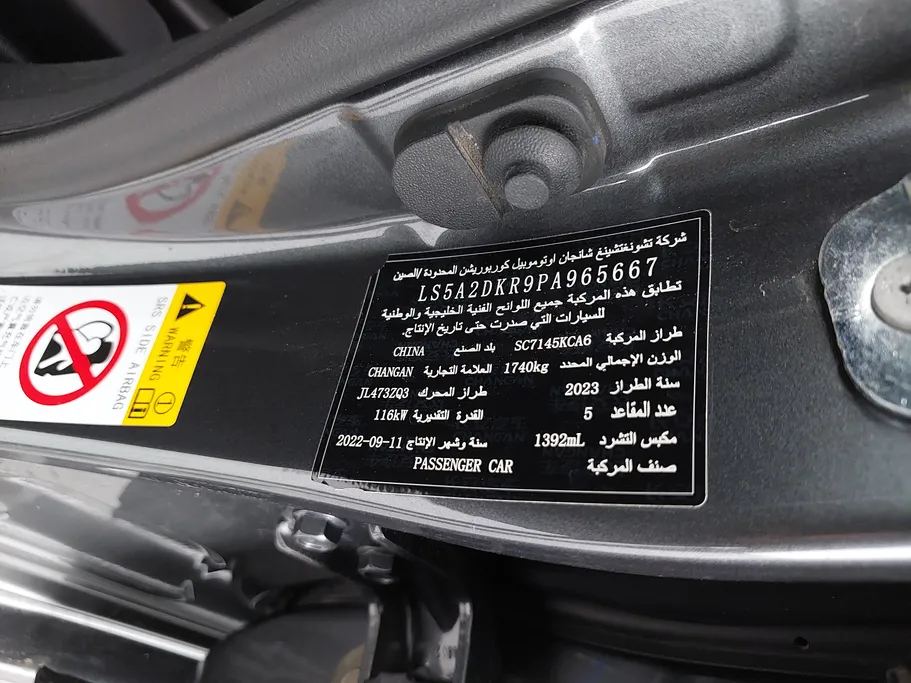 شركة تشونغتشينغ شانجان اوتوموبيل كوربوريشن المحدودة/الصين
LS5A2DKR9PA965667
تطابق هذه المركبة جميع اللوائح الفنية الخليجية والوطنية
للسيارات التي صدرت حتى تاريخ الإنتاج.
طراز المركبة SC7145KCA6 بلد الصنع CHINA
الوزن الإجمالي المحدد 1740kg العلامة التجارية CHANGAN
سنة الطراز 2023 طراز المحرك JL473ZQ3
عدد المقاعد 5 القدرة التقديرية 116kW
مكبس التشرد 1392mL سنة وشهر الإنتاج 2022-09-11
صنف المركبة PASSENGER CAR
警告
WARNING
SRS SIDE AIRBAG